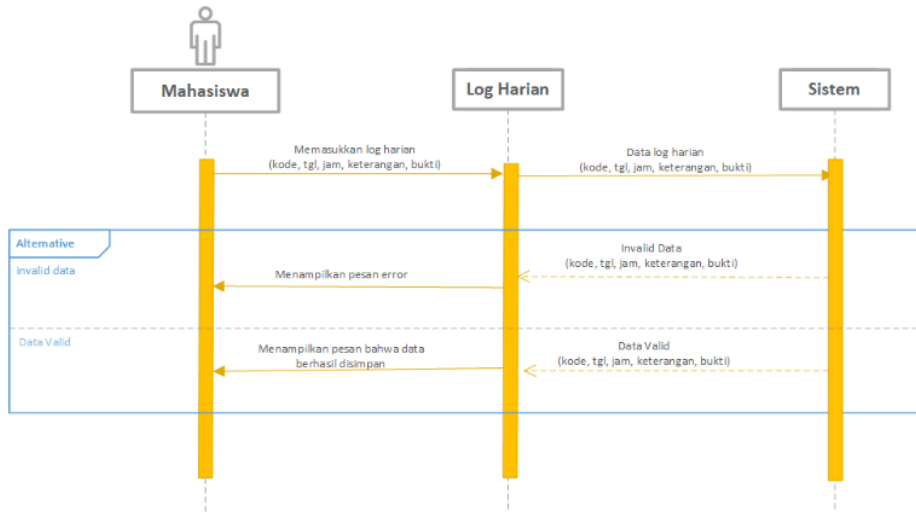 Mahasiswa
Log Harian
Sistem
Memasukkan log harian
(kode, tgl, jam, keterangan, bukti)
Data log harian
(kode, tgl, jam, keterangan, bukti)
Alternative
Invalid data
Invalid Data
(kode, tgl, jam, keterangan, bukti)
Menampilkan pesan error
Data Valid
Menampilkan pesan bahwa data
berhasil disimpan
Data Valid
(kode, tgl, jam, keterangan, bukti)